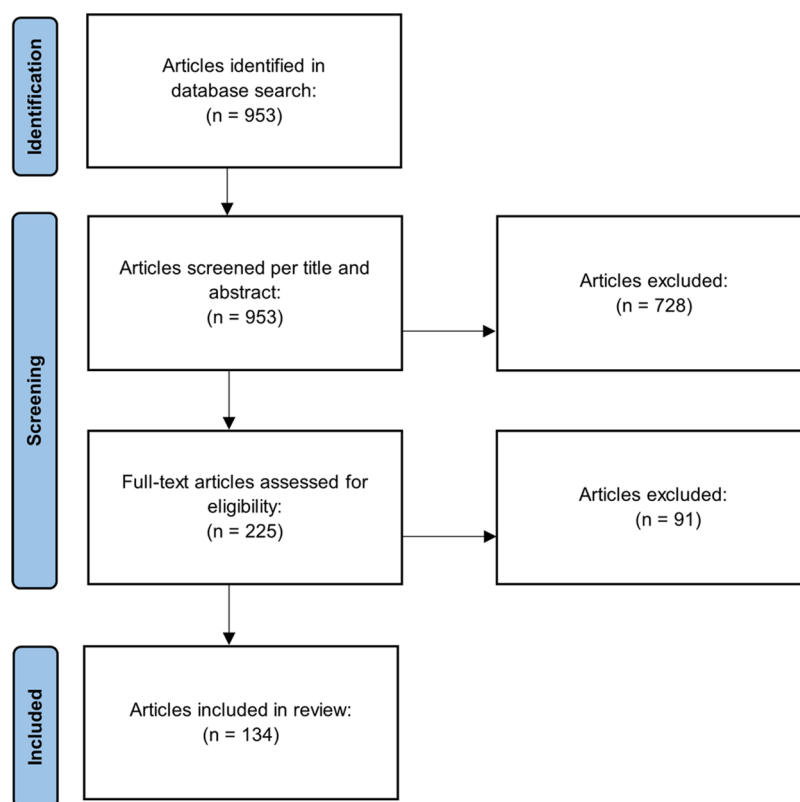 Identification
Articles identified in
database search:
(n = 953)
Screening
Articles screened per title and
abstract:
(n = 953)
Articles excluded:
(n = 728)
Full-text articles assessed for
eligibility:
(n = 225)
Articles excluded:
(n = 91)
Included
Articles included in review:
(n = 134)